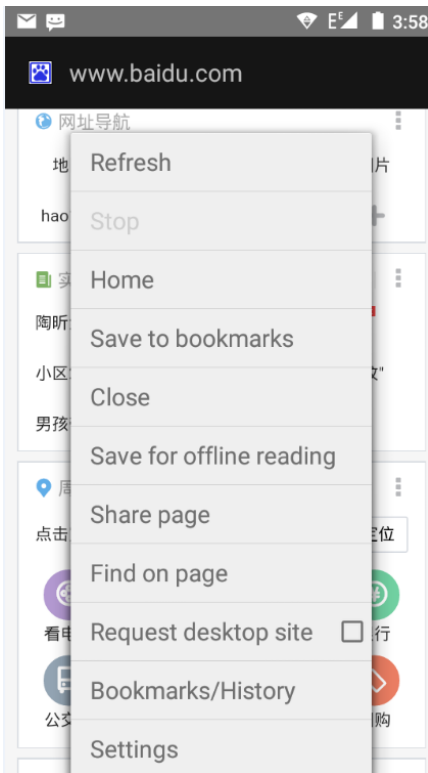 E E 3:58
www.baidu.com
网址导航
地
片
Refresh
hao
Stop
Home
陶昕
Save to bookmarks
小区
Close
男孩
Save for offline reading
Share page
点击
定位
Find on page
看电
行
Request desktop site
Bookmarks/History
公交
购
Settings